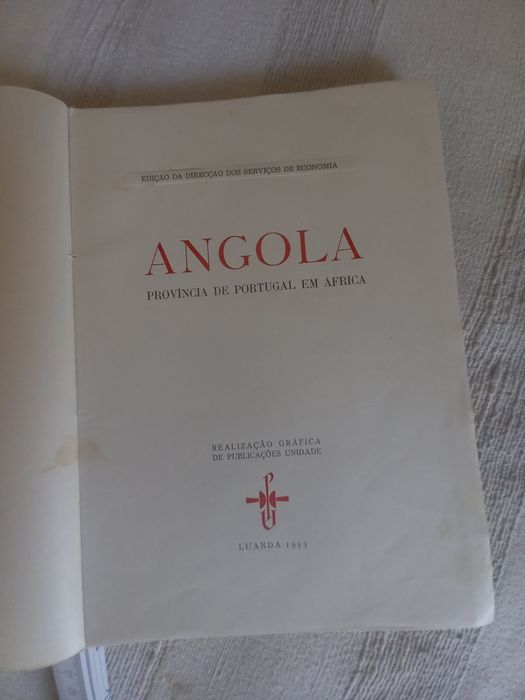 EDIÇÃO DA DIRECÇÃO DOS SERVIÇOS DE ECONOMIA
ANGOLA
PROVÍNCIA DE PORTUGAL EM AFRICA
REALIZAÇÃO GRÁFICA
DE PUBLICAÇÕES UNIDADE
PU
LUANDA 1953